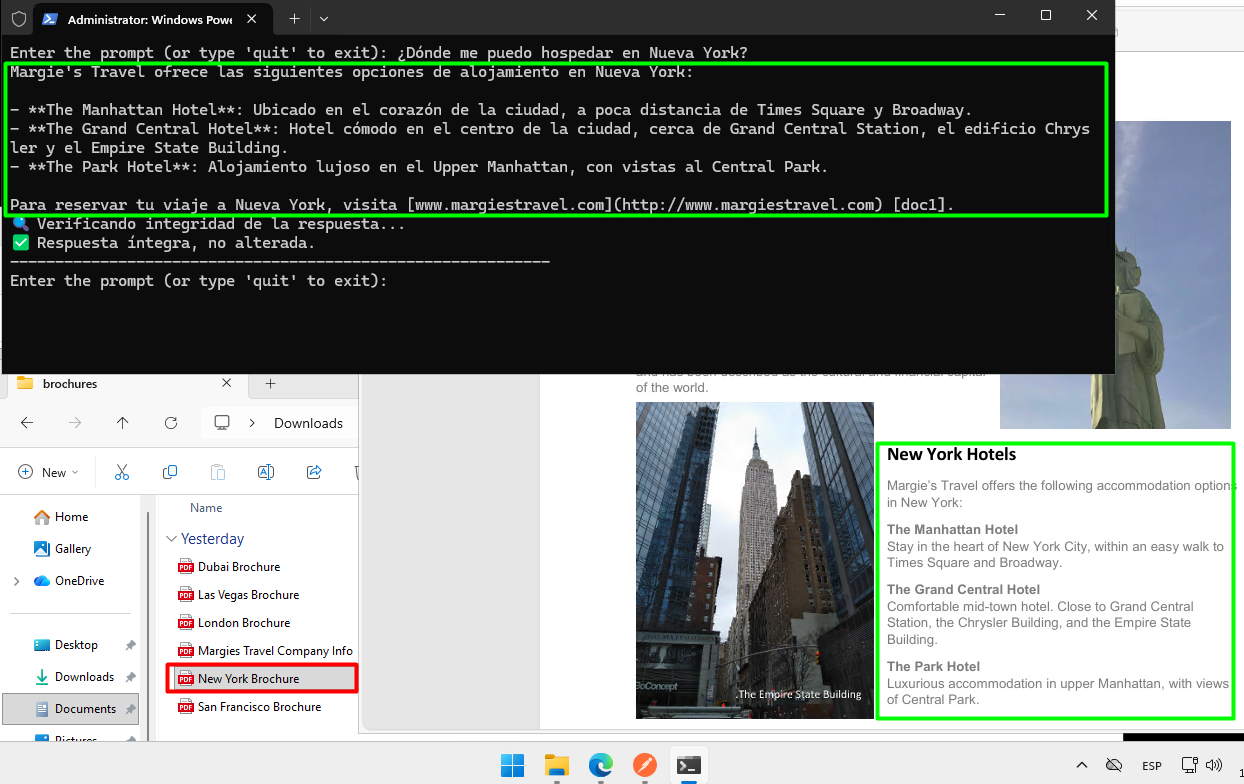 Administrator: Windows Powe
Enter the prompt (or type 'quit' to exit): ¿Dónde me puedo hospedar en Nueva York?
Margie's Travel ofrece las siguientes opciones de alojamiento en Nueva York:
- **The Manhattan Hotel**: Ubicado en el corazón de la ciudad, a poca distancia de Times Square y Broadway.
- **The Grand Central Hotel**: Hotel cómodo en el centro de la ciudad, cerca de Grand Central Station, el edificio Chrys
ler y el Empire State Building.
- **The Park Hotel**: Alojamiento lujoso en el Upper Manhattan, con vistas al Central Park.
Para reservar tu viaje a Nueva York, visita [www.margiestravel.com](http://www.margiestravel.com) [doc1].
🔍 Verificando integridad de la respuesta...
✅ Respuesta íntegra, no alterada.
------------------------------------------------------------
Enter the prompt (or type 'quit' to exit):
brochures
Downloads
New
Home
Gallery
OneDrive
Desktop
Downloads
Documents
Pictures
Name
Yesterday
Dubai Brochure
Las Vegas Brochure
London Brochure
Margies Travel Company Info
New York Brochure
San Francisco Brochure
and has been described as the cultural and financial capital
of the world.
The Empire State Building
New York Hotels
Margie's Travel offers the following accommodation options
in New York:
The Manhattan Hotel
Stay in the heart of New York City, within an easy walk to
Times Square and Broadway.
The Grand Central Hotel
Comfortable mid-town hotel. Close to Grand Central
Station, the Chrysler Building, and the Empire State
Building.
The Park Hotel
Luxurious accommodation in upper Manhattan, with views
of Central Park.
ESP